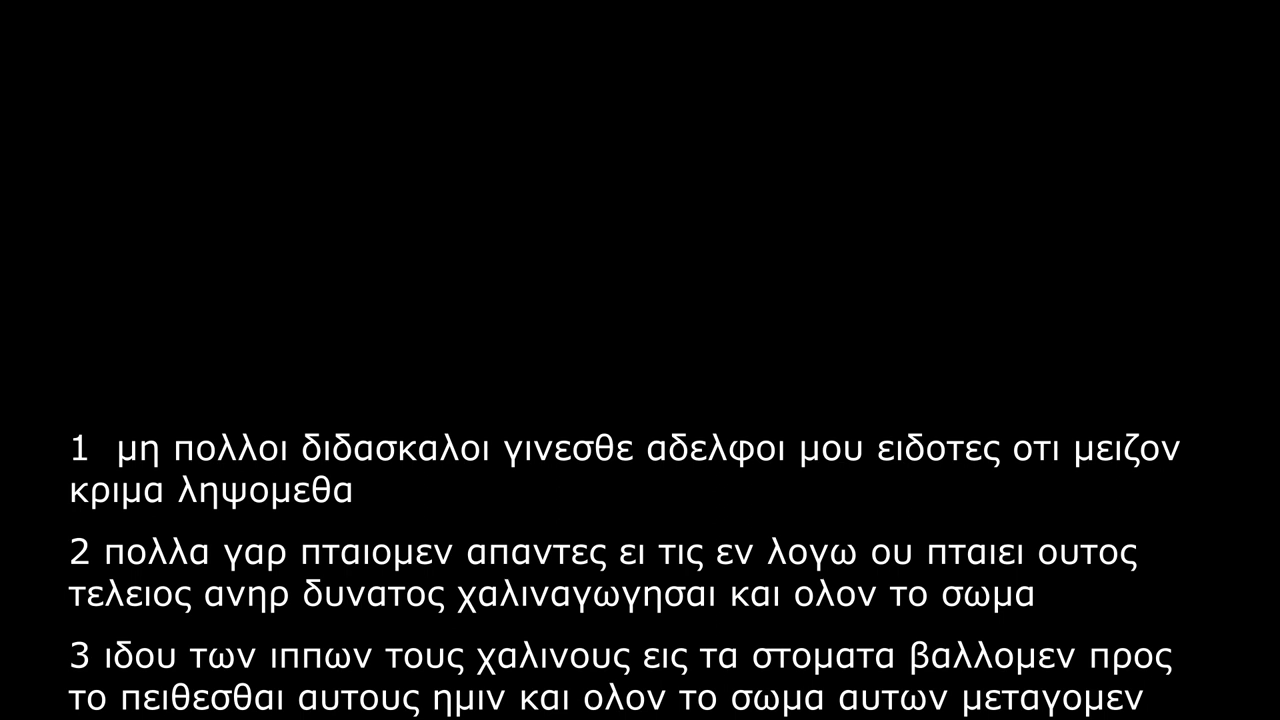 1  μη πολλοι διδασκαλοι γινεσθε αδελφοι μου ειδοτες οτι μειζον
κριμα ληψομεθα
2 πολλα γαρ πταιομεν απαντες ει τις εν λογω ου πταιει ουτος
τελειος ανηρ δυνατος χαλιναγωγησαι και ολον το σωμα
3 ιδου των ιππων τους χαλινους εις τα στοματα βαλλομεν προς
το πειθεσθαι αυτους ημιν και ολον το σωμα αυτων μεταγομεν